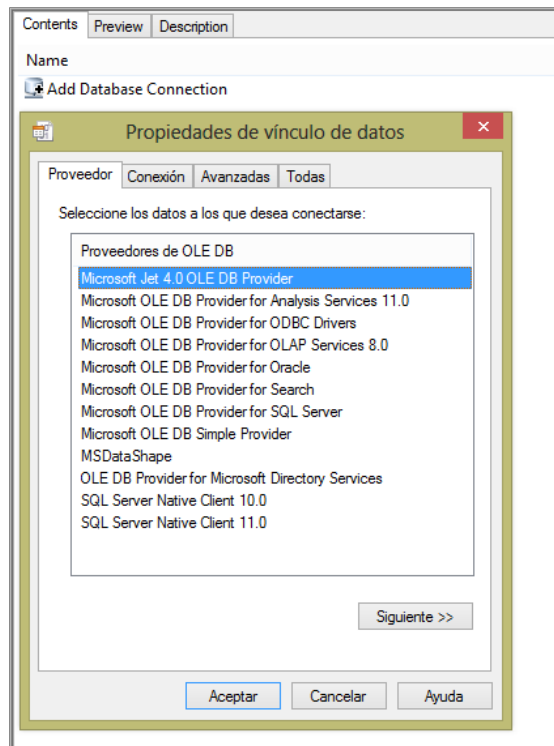 Contents Preview Description
Name
Add Database Connection
Propiedades de vínculo de datos
Proveedor Conexión Avanzadas Todas
Seleccione los datos a los que desea conectarse:
Proveedores de OLE DB
Microsoft Jet 4.0 OLE DB Provider
Microsoft OLE DB Provider for Analysis Services 11.0
Microsoft OLE DB Provider for ODBC Drivers
Microsoft OLE DB Provider for OLAP Services 8.0
Microsoft OLE DB Provider for Oracle
Microsoft OLE DB Provider for Search
Microsoft OLE DB Provider for SQL Server
Microsoft OLE DB Simple Provider
MSDataShape
OLE DB Provider for Microsoft Directory Services
SQL Server Native Client 10.0
SQL Server Native Client 11.0
Siguiente >>
Aceptar Cancelar Ayuda